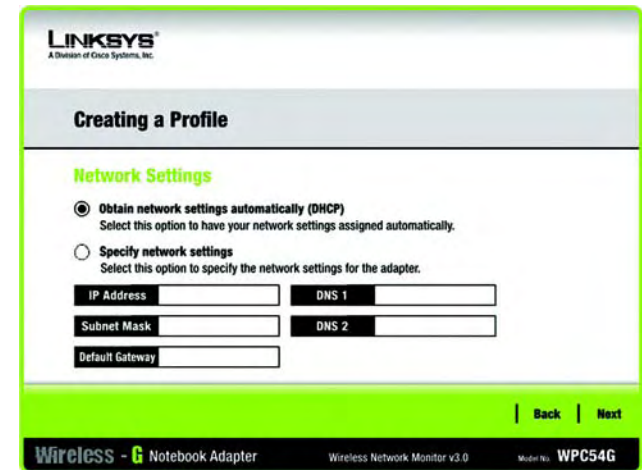 LINKSYS®
A Division of Cisco Systems, Inc.
Creating a Profile
Network Settings
Obtain network settings automatically (DHCP)
Select this option to have your network settings assigned automatically.
Specify network settings
Select this option to specify the network settings for the adapter.
IP Address DNS 1
Subnet Mask DNS 2
Default Gateway
Back Next
Wireless - G Notebook Adapter Wireless Network Monitor v3.0 Model No. WPC54G